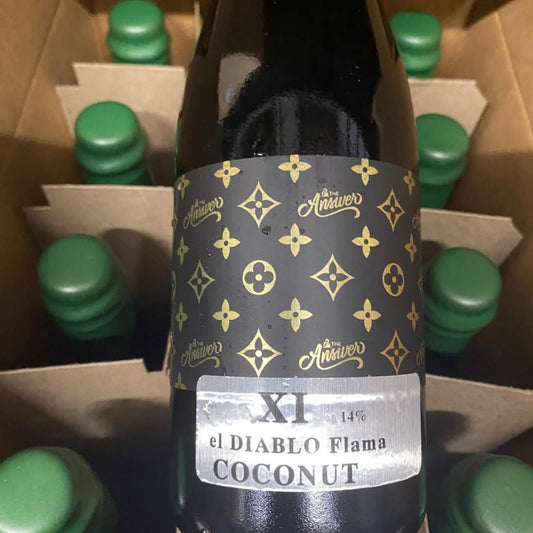 THE
Answer
THE
Answer
THE
Answer
THE
Answer
XI 14%
el DIABLO Flama
COCONUT